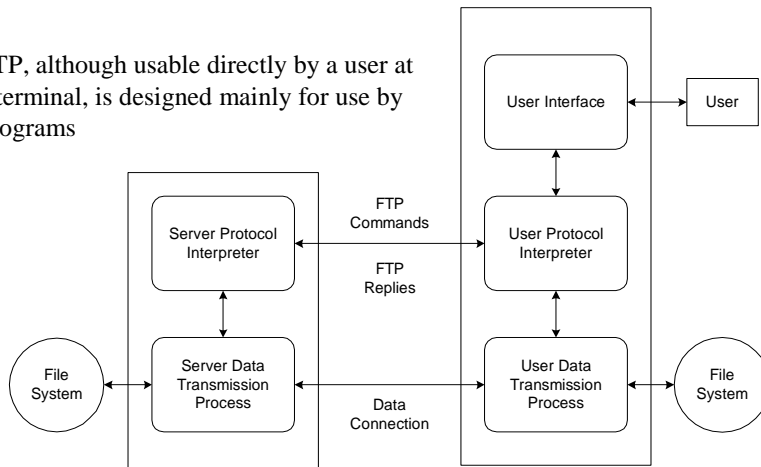 TP, although usable directly by a user at
terminal, is designed mainly for use by
ograms
User Interface
User
Server Protocol
Interpreter
FTP
Commands
FTP
Replies
User Protocol
Interpreter
File
System
Server Data
Transmission
Process
Data
Connection
User Data
Transmission
Process
File
System